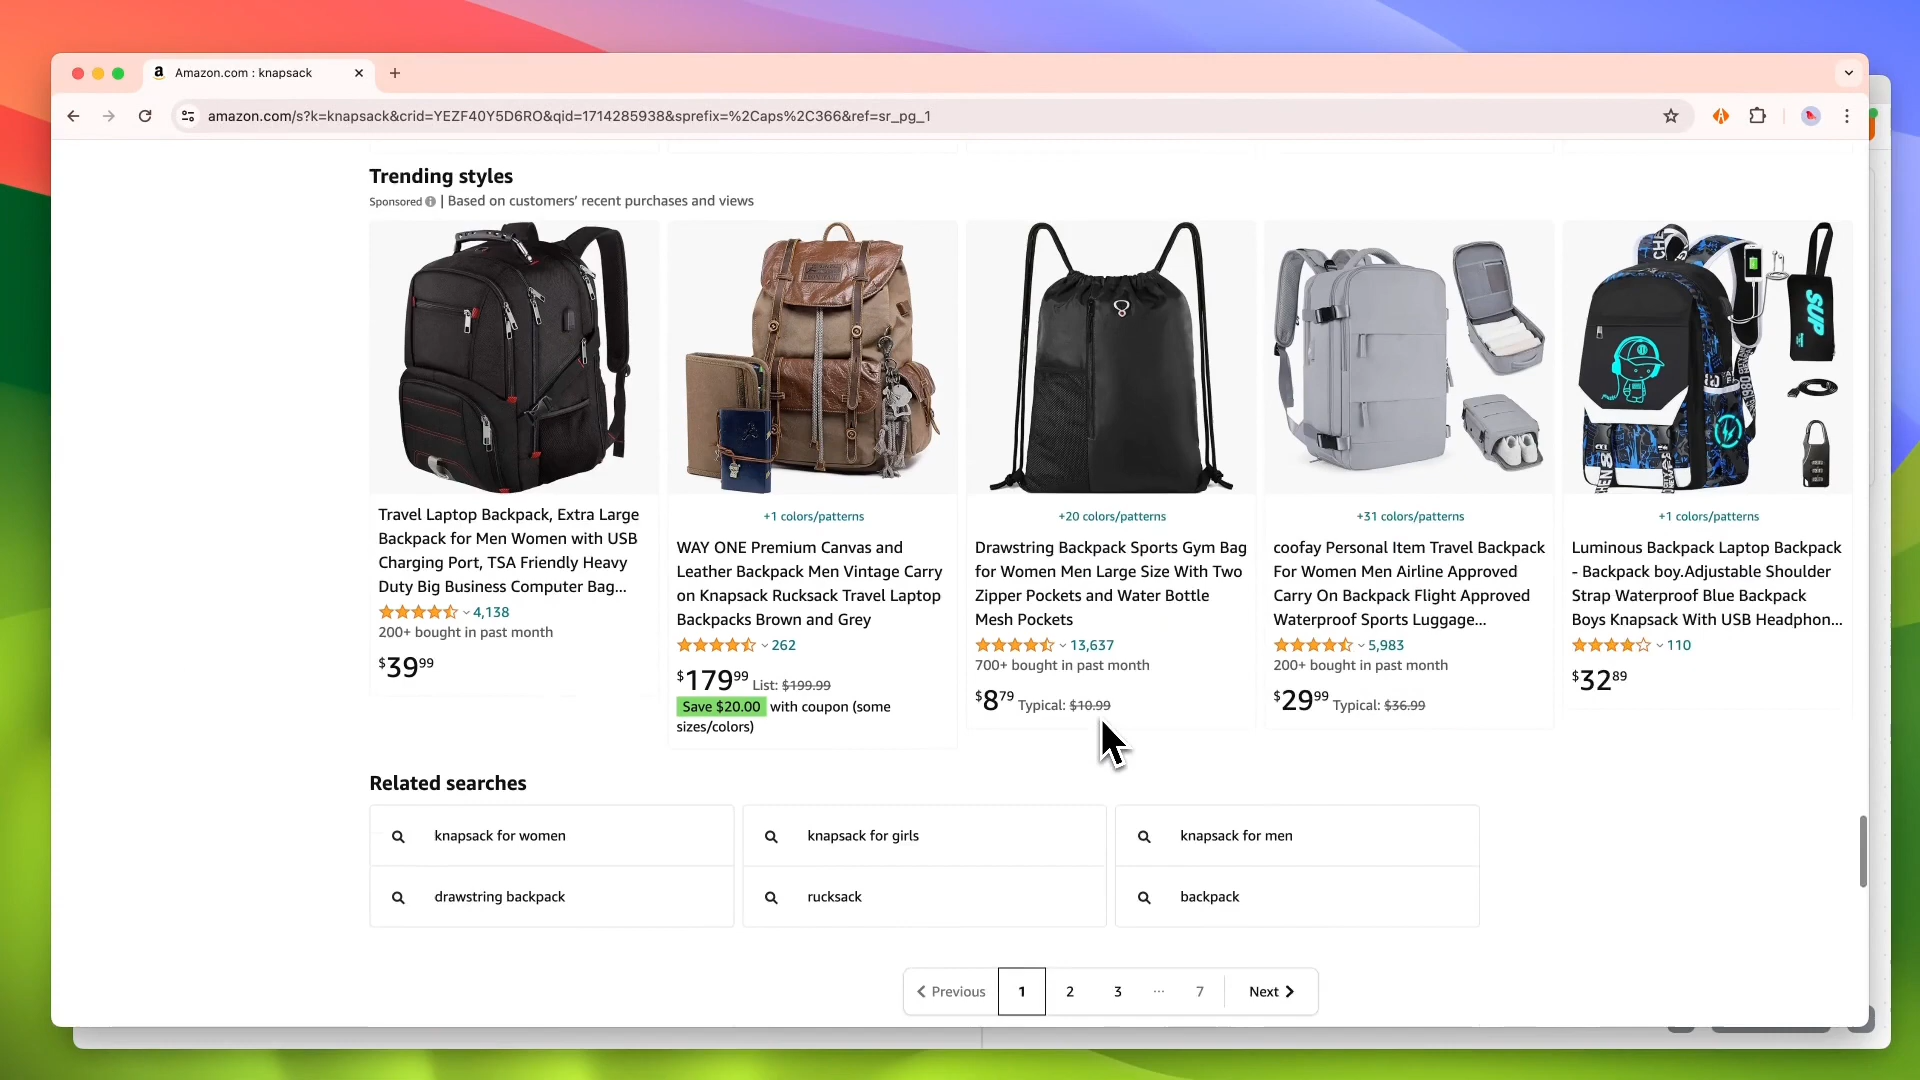 Amazon.com : knapsack
amazon.com/s?k=knapsack&crid=YEZF40Y5D6RO&qid=1714285938&sprefix=%2Caps%2C366&ref=sr_pg_1
Trending styles
Sponsored | Based on customers’ recent purchases and views
SUP
Travel Laptop Backpack, Extra Large
Backpack for Men Women with USB
Charging Port, TSA Friendly Heavy
Duty Big Business Computer Bag...
4,138
200+ bought in past month
$39 99
+1 colors/patterns
WAY ONE Premium Canvas and
Leather Backpack Men Vintage Carry
on Knapsack Rucksack Travel Laptop
Backpacks Brown and Grey
262
$179 99 List: $199.99
Save $20.00 with coupon (some
sizes/colors)
+20 colors/patterns
Drawstring Backpack Sports Gym Bag
for Women Men Large Size With Two
Zipper Pockets and Water Bottle
Mesh Pockets
13,637
700+ bought in past month
$8 79 Typical: $10.99
+31 colors/patterns
coofay Personal Item Travel Backpack
For Women Men Airline Approved
Carry On Backpack Flight Approved
Waterproof Sports Luggage...
5,983
200+ bought in past month
$29 99 Typical: $36.99
+1 colors/patterns
Luminous Backpack Laptop Backpack
- Backpack boy.Adjustable Shoulder
Strap Waterproof Blue Backpack
Boys Knapsack With USB Headphon...
110
$32 89
Related searches
knapsack for women
knapsack for girls
knapsack for men
drawstring backpack
rucksack
backpack
Previous 1 2 3 ... 7 Next